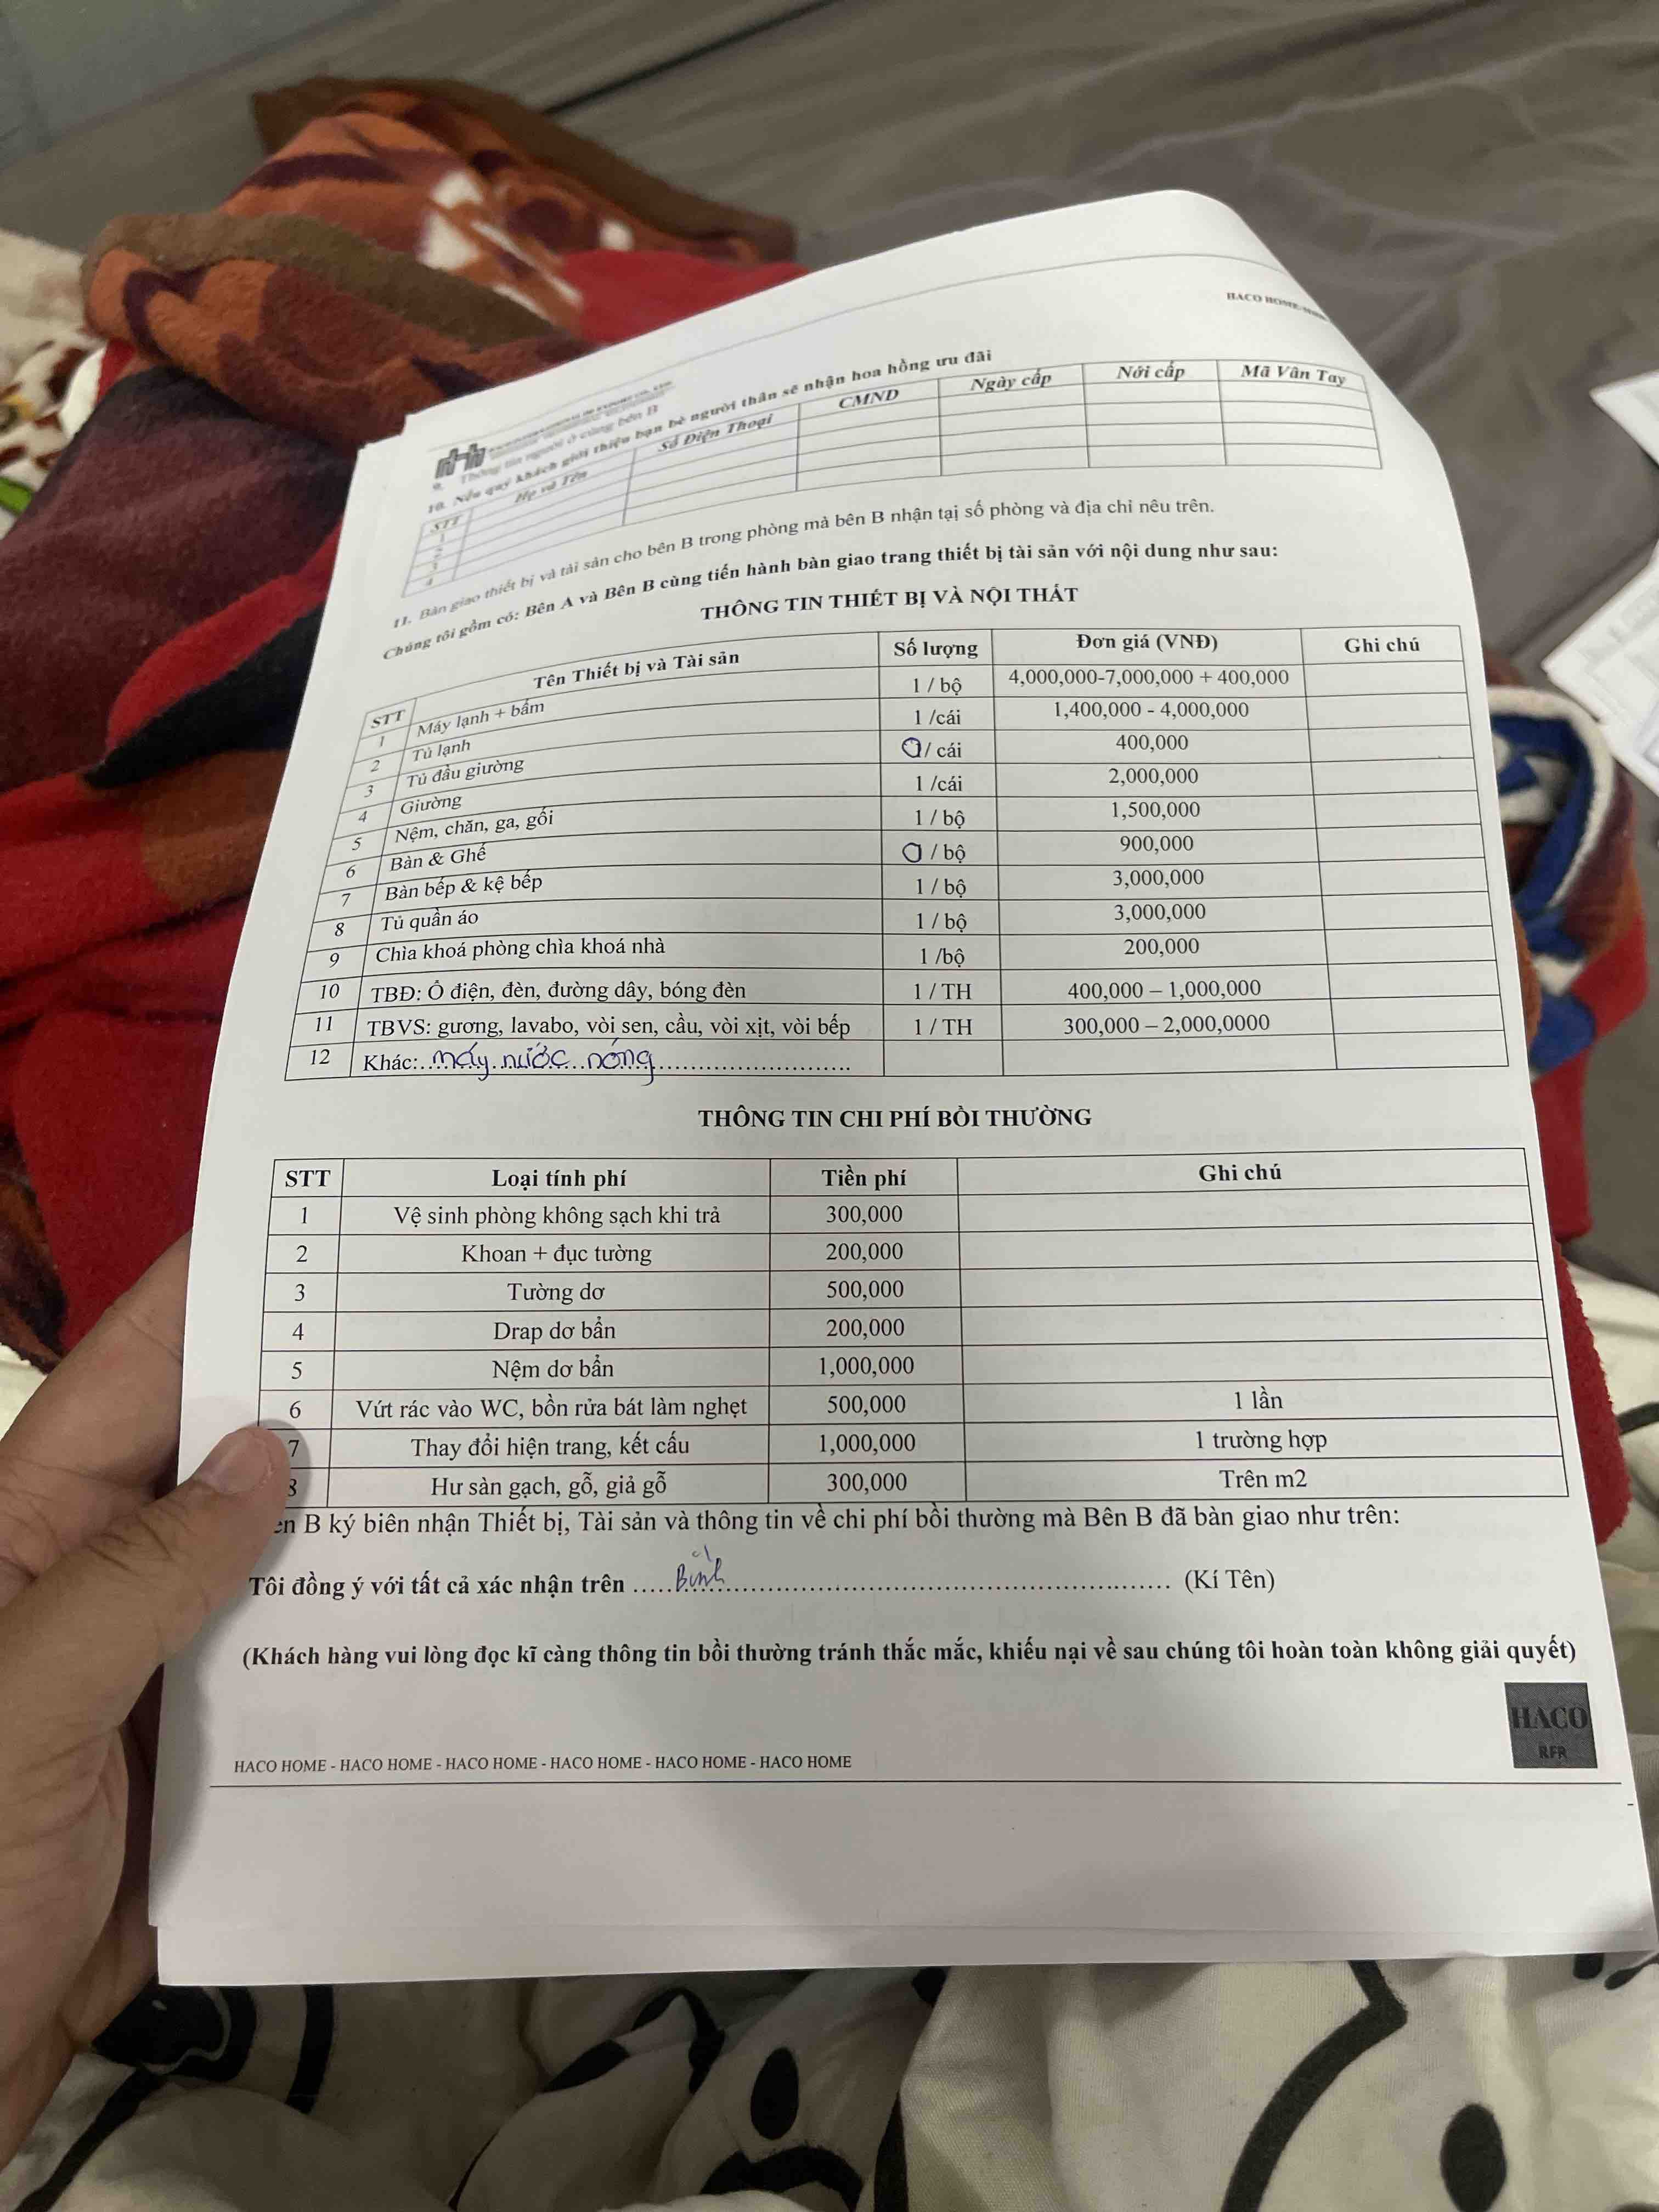 HACO HOME
9. Thông tin người ở cùng bên B
10. Nếu quý khách giới thiệu bạn bè người thân sẽ nhận hoa hồng ưu đãi
STT Họ và Tên Số Điện Thoại CMND Ngày cấp Nới cấp Mã Vân Tay
1
2
3
4
11. Bàn giao thiết bị và tài sản cho bên B trong phòng mà bên B nhận tại số phòng và địa chỉ nêu trên.
Chúng tôi gồm có: Bên A và Bên B cùng tiến hành bàn giao trang thiết bị tài sản với nội dung như sau:
THÔNG TIN THIẾT BỊ VÀ NỘI THẤT
STT Tên Thiết bị và Tài sản Số lượng Đơn giá (VNĐ) Ghi chú
1 Máy lạnh + bấm 1 / bộ 4,000,000-7,000,000 + 400,000
2 Tủ lạnh 1 /cái 1,400,000 - 4,000,000
3 Tủ đầu giường 0 / cái 400,000
4 Giường 1 /cái 2,000,000
5 Nệm, chăn, ga, gối 1 / bộ 1,500,000
6 Bàn & Ghế 0 / bộ 900,000
7 Bàn bếp & kệ bếp 1 / bộ 3,000,000
8 Tủ quần áo 1 / bộ 3,000,000
9 Chìa khoá phòng chìa khoá nhà 1 /bộ 200,000
10 TBĐ: Ổ điện, đèn, đường dây, bóng đèn 1 / TH 400,000 – 1,000,000
11 TBVS: gương, lavabo, vòi sen, cầu, vòi xịt, vòi bếp 1 / TH 300,000 – 2,000,0000
12 Khác: máy nước nóng
THÔNG TIN CHI PHÍ BỒI THƯỜNG
STT Loại tính phí Tiền phí Ghi chú
1 Vệ sinh phòng không sạch khi trả 300,000
2 Khoan + đục tường 200,000
3 Tường dơ 500,000
4 Drap dơ bẩn 200,000
5 Nệm dơ bẩn 1,000,000
6 Vứt rác vào WC, bồn rửa bát làm nghẹt 500,000 1 lần
7 Thay đổi hiện trang, kết cấu 1,000,000 1 trường hợp
8 Hư sàn gạch, gỗ, giả gỗ 300,000 Trên m2
ên B ký biên nhận Thiết bị, Tài sản và thông tin về chi phí bồi thường mà Bên B đã bàn giao như trên:
Tôi đồng ý với tất cả xác nhận trên Bình (Kí Tên)
(Khách hàng vui lòng đọc kĩ càng thông tin bồi thường tránh thắc mắc, khiếu nại về sau chúng tôi hoàn toàn không giải quyết)
HACO
RFR
HACO HOME - HACO HOME - HACO HOME - HACO HOME - HACO HOME - HACO HOME